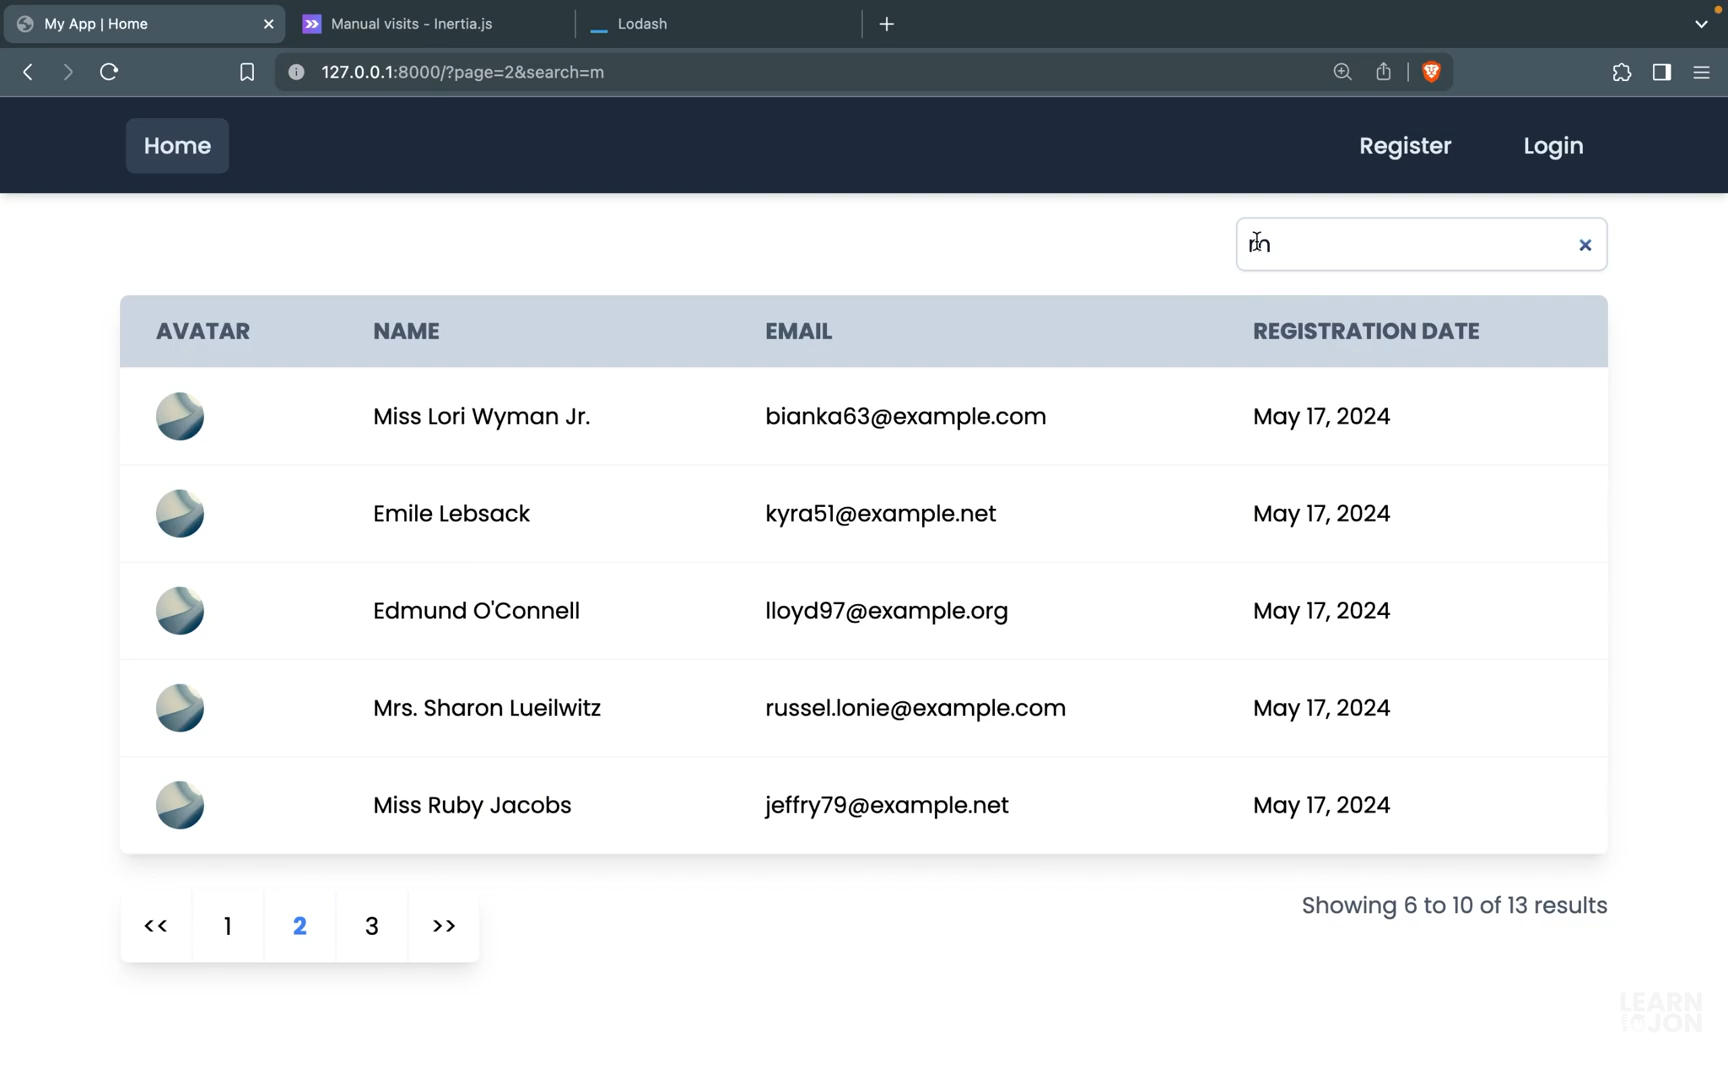 My App | Home
Manual visits - Inertia.js
Lodash
127.0.0.1:8000/?page=2&search=m
Home
Register
Login
m
AVATAR NAME EMAIL REGISTRATION DATE
Miss Lori Wyman Jr. bianka63@example.com May 17, 2024
Emile Lebsack kyra51@example.net May 17, 2024
Edmund O'Connell lloyd97@example.org May 17, 2024
Mrs. Sharon Lueilwitz russel.lonie@example.com May 17, 2024
Miss Ruby Jacobs jeffry79@example.net May 17, 2024
<< 1 2 3 >>
Showing 6 to 10 of 13 results
LEARN
JON